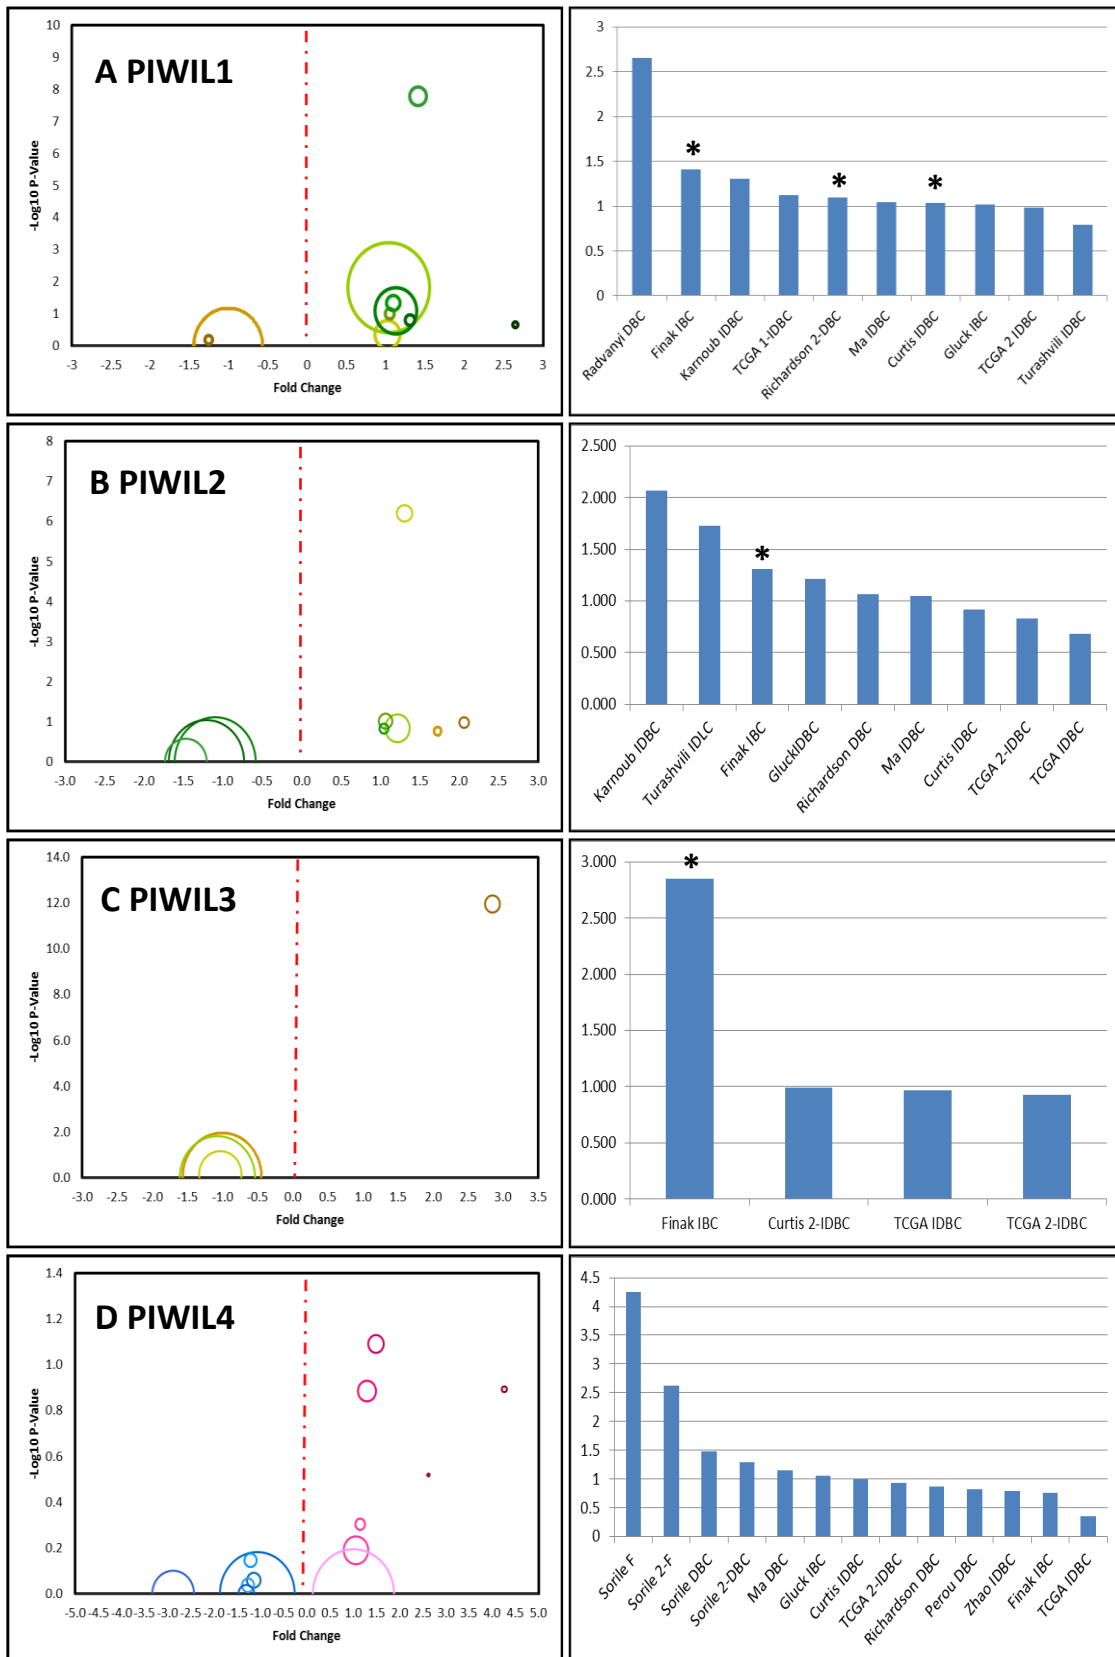 A PIWIL1
-Log10 P-Value
10
9
8
7
6
5
4
3
2
1
0
-3 -2.5 -2 -1.5 -1 -0.5 0 0.5 1 1.5 2 2.5 3
Fold Change
3
2.5
2
1.5
1
0.5
0
* * *
Radvanyi IDBC
Finak IBC
Karnoub IDBC
TCGA 1-IDBC
Richardson 2-DBC
Ma IDBC
Curtis IDBC
Gluck IBC
TCGA 2 IDBC
Turashvili IDBC
B PIWIL2
-Log10 P-Value
8
7
6
5
4
3
2
1
0
-3.0 -2.5 -2.0 -1.5 -1.0 -0.5 0.0 0.5 1.0 1.5 2.0 2.5 3.0
Fold Change
2.500
2.000
1.500
1.000
0.500
0.000
*
Karnoub IDBC
Turashvili IDLC
Finak IBC
GluckIDBC
Richardson DBC
Ma IDBC
Curtis IDBC
TCGA 2-IDBC
TCGA IDBC
C PIWIL3
-Log10 P-Value
14.0
12.0
10.0
8.0
6.0
4.0
2.0
0.0
-3.0 -2.5 -2.0 -1.5 -1.0 -0.5 0.0 0.5 1.0 1.5 2.0 2.5 3.0 3.5
Fold Change
3.000
2.500
2.000
1.500
1.000
0.500
0.000
*
Finak IBC
Curtis 2-IDBC
TCGA IDBC
TCGA 2-IDBC
D PIWIL4
-Log10 P-Value
1.4
1.2
1.0
0.8
0.6
0.4
0.2
0.0
-5.0-4.5-4.0-3.5-3.0-2.5-2.0-1.5-1.0-0.5 0.0 0.5 1.0 1.5 2.0 2.5 3.0 3.5 4.0 4.5 5.0
Fold Change
4.5
4
3.5
3
2.5
2
1.5
1
0.5
0
Sorile F
Sorile 2-F
Sorile DBC
Sorile 2-DBC
Ma DBC
Gluck IBC
Curtis IDBC
TCGA 2-IDBC
Richardson DBC
Perou DBC
Zhao IDBC
Finak IBC
TCGA IDBC